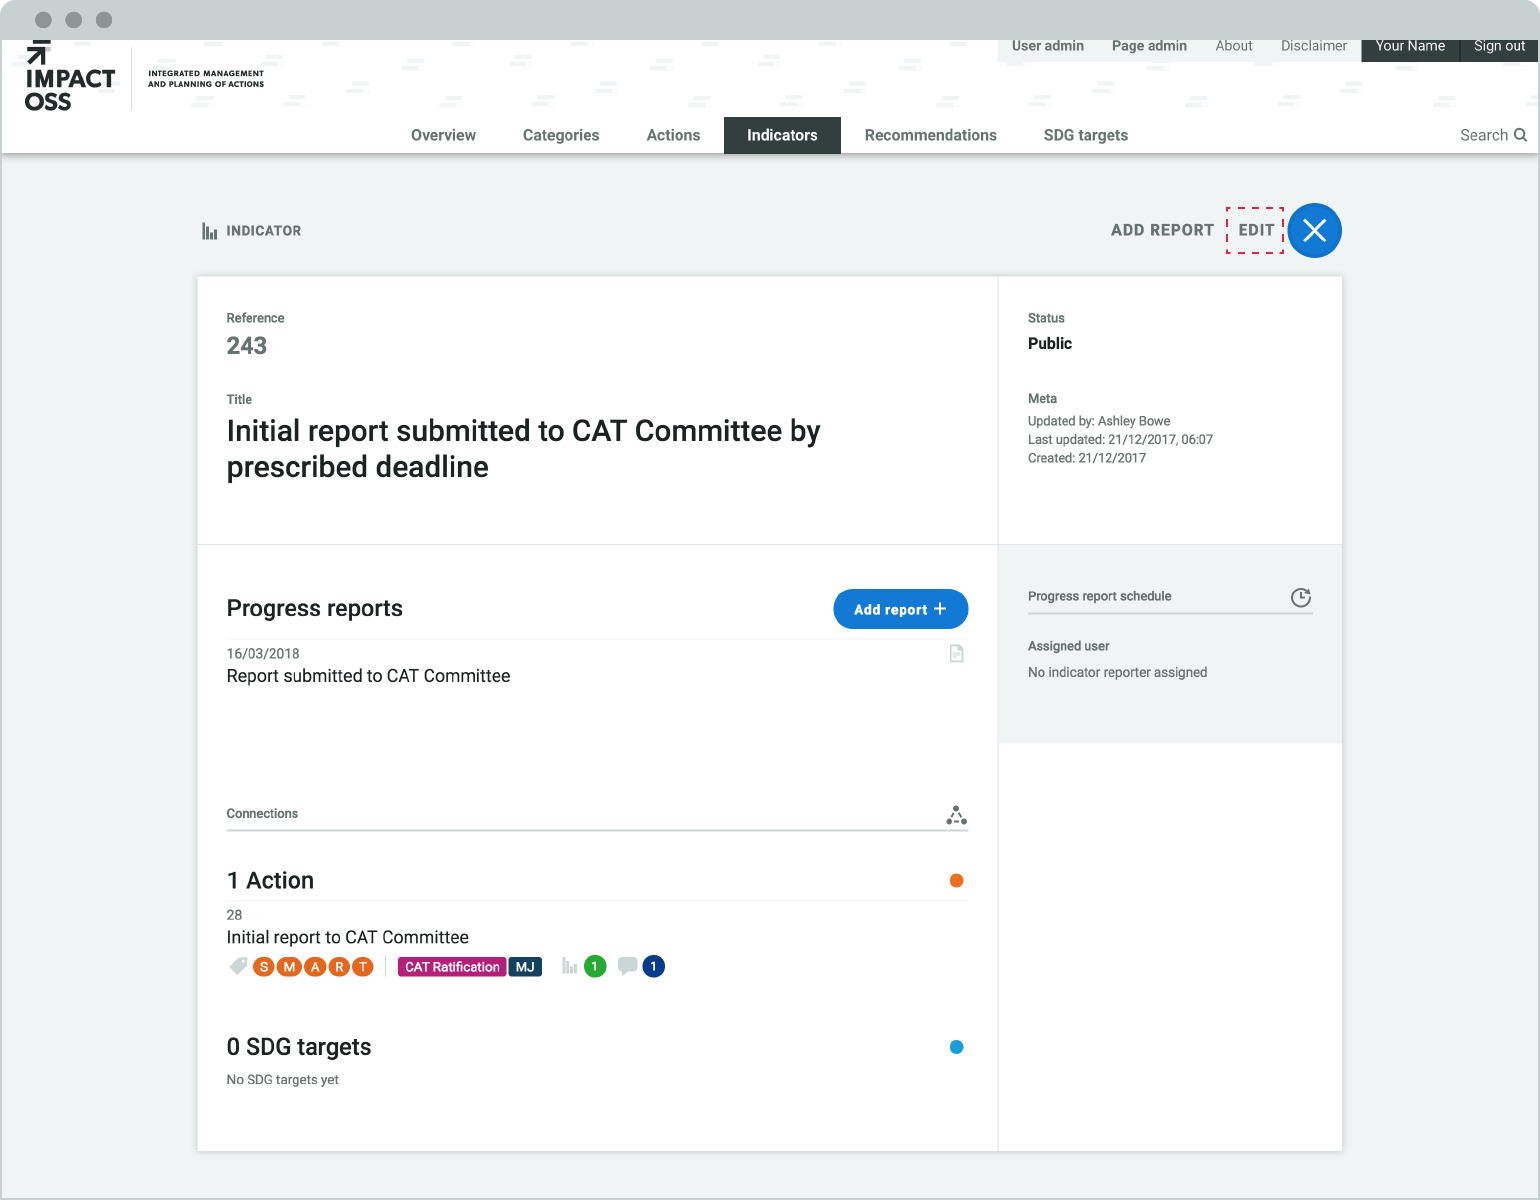 User admin Page admin About Disclaimer Your Name Sign out
IMPACT
OSS
INTEGRATED MANAGEMENT
AND PLANNING OF ACTIONS
Overview Categories Actions Indicators Recommendations SDG targets Search
INDICATOR
ADD REPORT EDIT
Reference
243
Title
Initial report submitted to CAT Committee by
prescribed deadline
Status
Public
Meta
Updated by: Ashley Bowe
Last updated: 21/12/2017, 06:07
Created: 21/12/2017
Progress reports
Add report +
16/03/2018
Report submitted to CAT Committee
Progress report schedule
Assigned user
No indicator reporter assigned
Connections
1 Action
28
Initial report to CAT Committee
S M A R T CAT Ratification MJ 1 1
0 SDG targets
No SDG targets yet